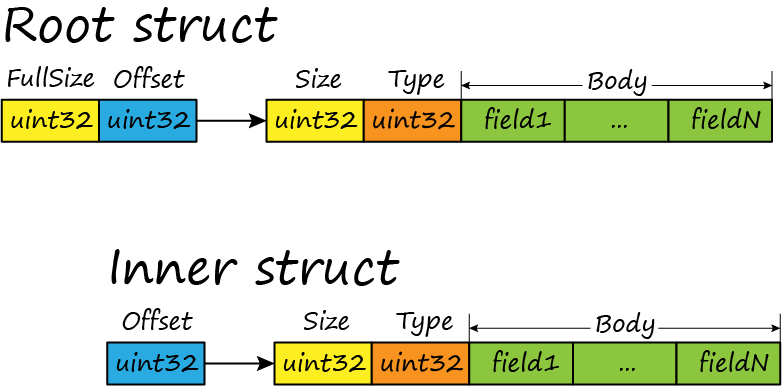 Root struct
FullSize Offset Size Type Body
uint32 uint32 uint32 uint32 field1 ... fieldN
Inner struct
Offset Size Type Body
uint32 uint32 uint32 field1 ... fieldN